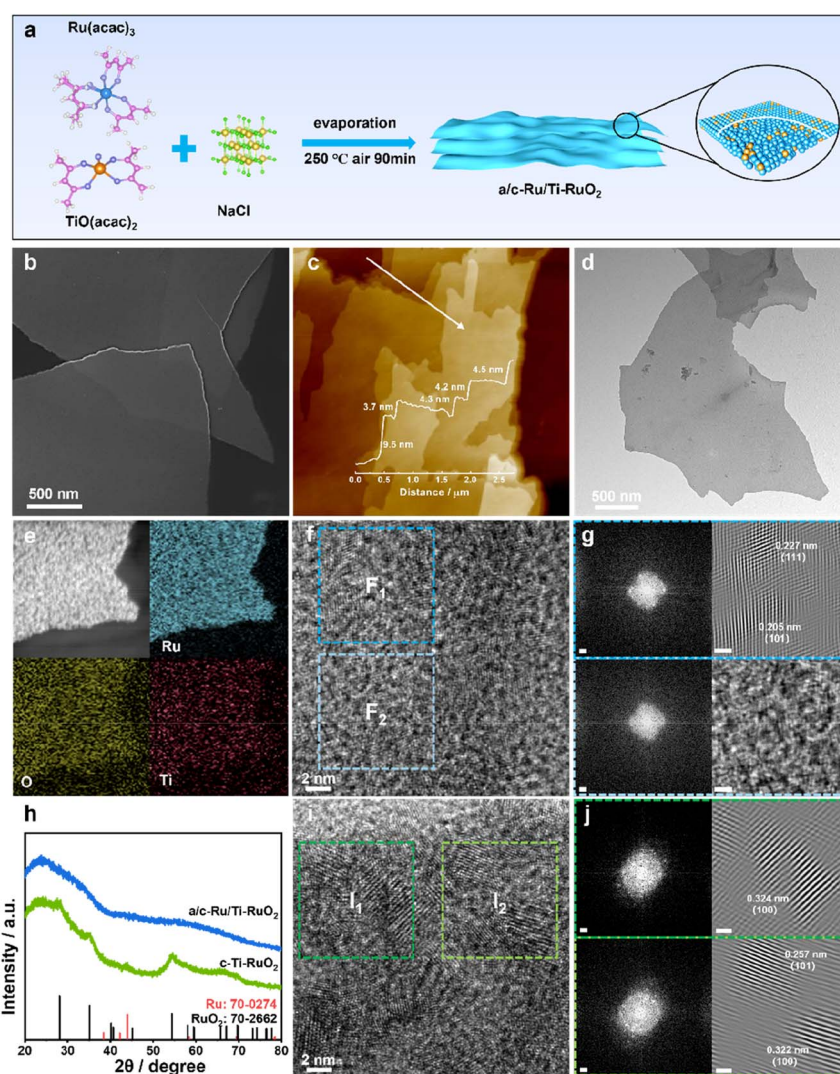 a
Ru(acac)3
TiO(acac)2
NaCl
evaporation
250 °C air 90min
a/c-Ru/Ti-RuO2
b
500 nm
c
3.7 nm
9.5 nm
4.3 nm
4.2 nm
4.5 nm
0.0 0.5 1.0 1.5 2.0 2.5
Distance / μm
d
500 nm
e
Ru
O
Ti
f
F1
F2
2 nm
g
0.227 nm
(111)
0.205 nm
(101)
h
Intensity / a.u.
a/c-Ru/Ti-RuO2
c-Ti-RuO2
Ru: 70-0274
RuO2: 70-2662
20 30 40 50 60 70 80
2θ / degree
i
I1
I2
2 nm
j
0.324 nm
(100)
0.257 nm
(101)
0.322 nm
(100)